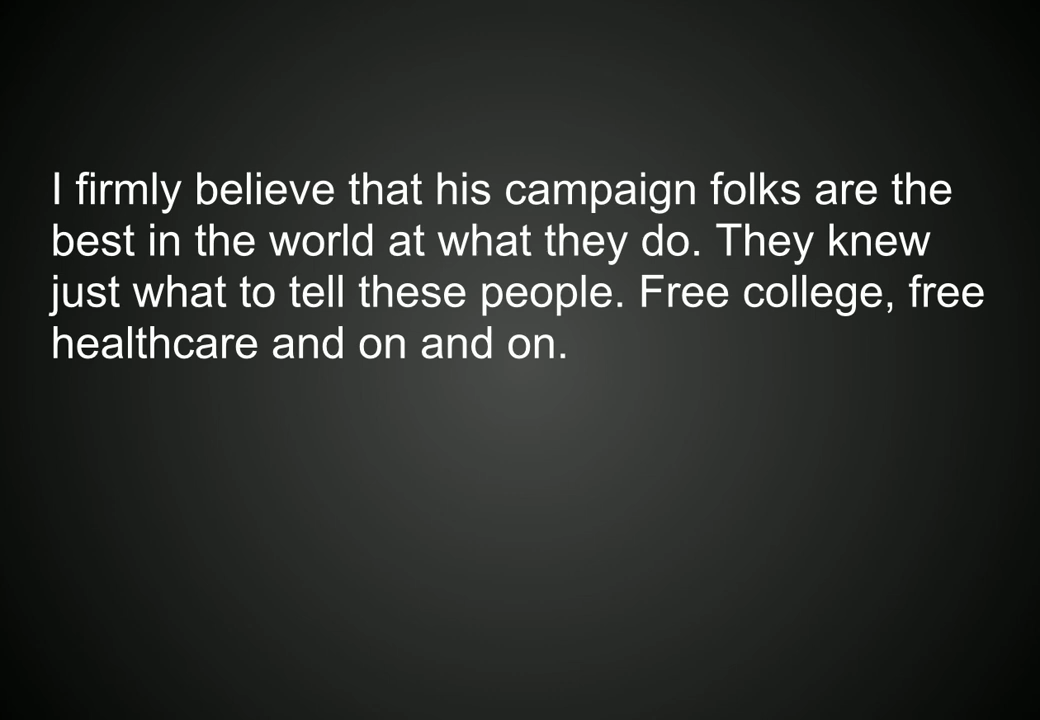 I firmly believe that his campaign folks are the
best in the world at what they do. They knew
just what to tell these people. Free college, free
healthcare and on and on.